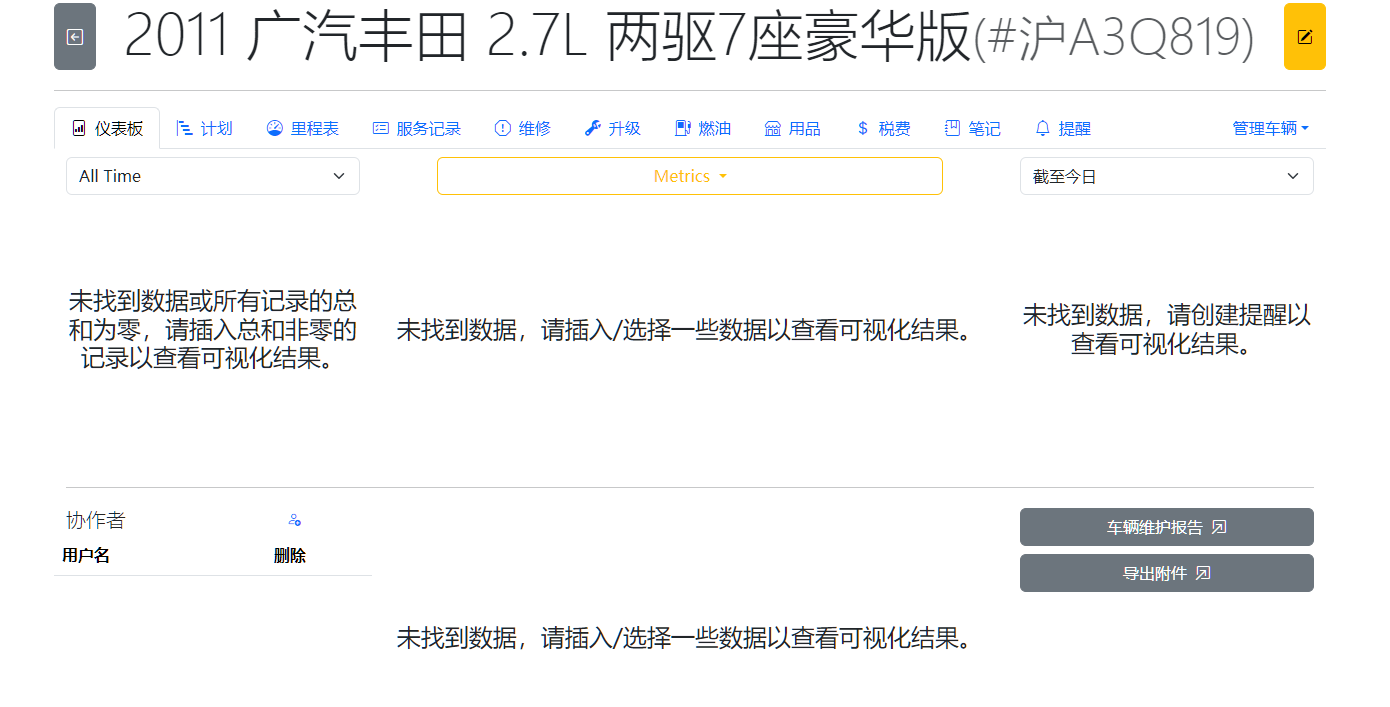 2011 广汽丰田 2.7L 两驱7座豪华版(#沪A3Q819)
仪表板 计划 里程表 服务记录 维修 升级 燃油 用品 税费 笔记 提醒 管理车辆
All Time Metrics 截至今日
未找到数据或所有记录的总
和为零，请插入总和非零的
记录以查看可视化结果。
未找到数据，请插入/选择一些数据以查看可视化结果。
未找到数据，请创建提醒以
查看可视化结果。
协作者
用户名 删除
车辆维护报告
导出附件
未找到数据，请插入/选择一些数据以查看可视化结果。